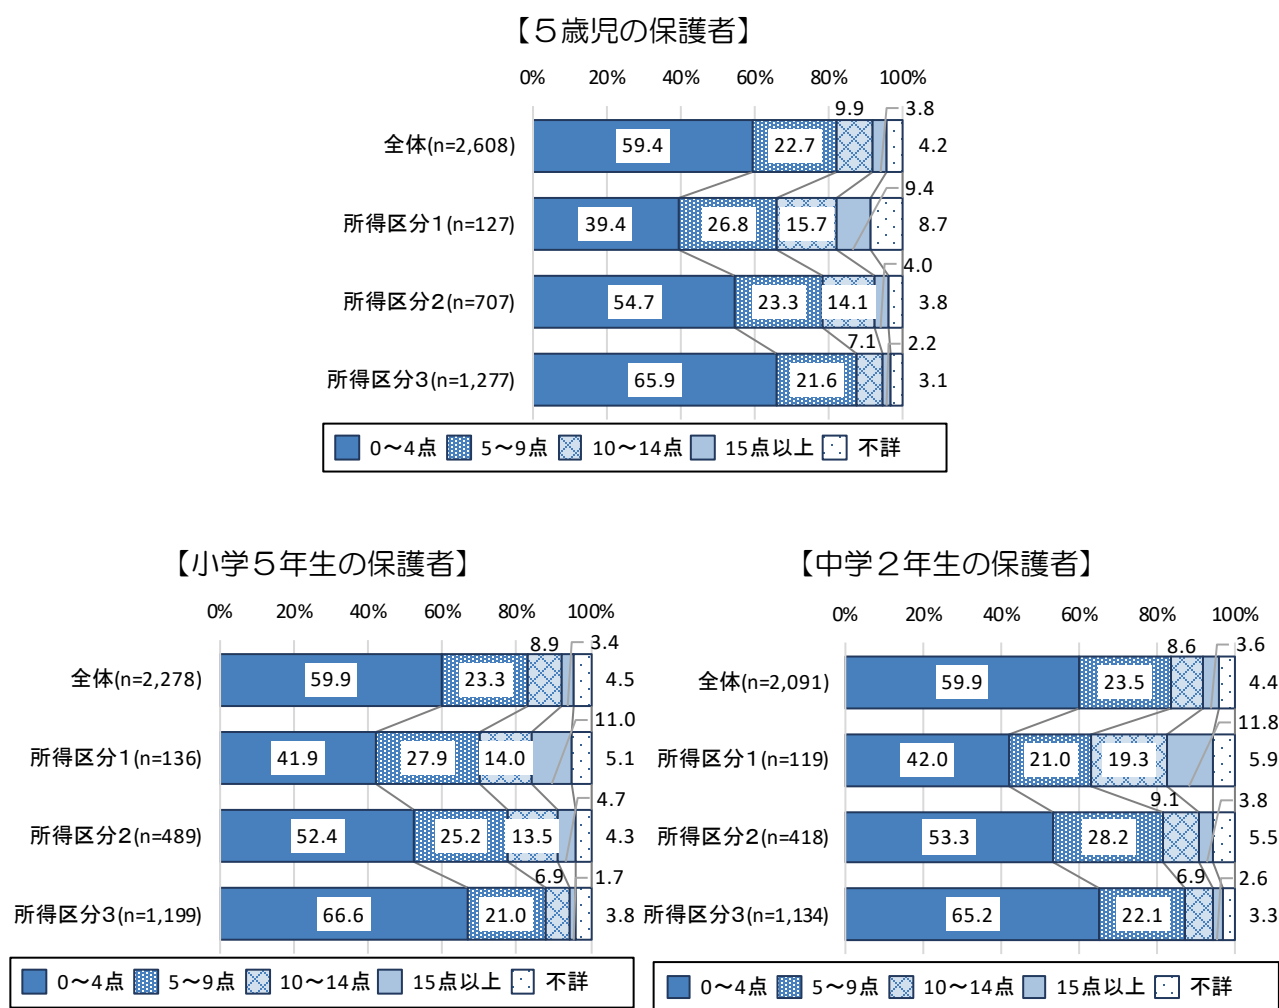 【５歳児の保護者】
0% 20% 40% 60% 80% 100%
9.9 3.8
全体(n=2,608) 59.4 22.7 4.2
9.4
所得区分１(n=127) 39.4 26.8 15.7 8.7
4.0
所得区分２(n=707) 54.7 23.3 14.1 3.8
7.1 2.2
所得区分３(n=1,277) 65.9 21.6 3.1
0～4点 5～9点 10～14点 15点以上 不詳
【小学５年生の保護者】
0% 20% 40% 60% 80% 100%
8.9 3.4
全体(n=2,278) 59.9 23.3 4.5
11.0
所得区分１(n=136) 41.9 27.9 14.0 5.1
4.7
所得区分２(n=489) 52.4 25.2 13.5 4.3
6.9 1.7
所得区分３(n=1,199) 66.6 21.0 3.8
0～4点 5～9点 10～14点 15点以上 不詳
【中学２年生の保護者】
0% 20% 40% 60% 80% 100%
8.6 3.6
全体(n=2,091) 59.9 23.5 4.4
11.8
所得区分１(n=119) 42.0 21.0 19.3 5.9
9.1 3.8
所得区分２(n=418) 53.3 28.2 5.5
6.9 2.6
所得区分３(n=1,134) 65.2 22.1 3.3
0～4点 5～9点 10～14点 15点以上 不詳